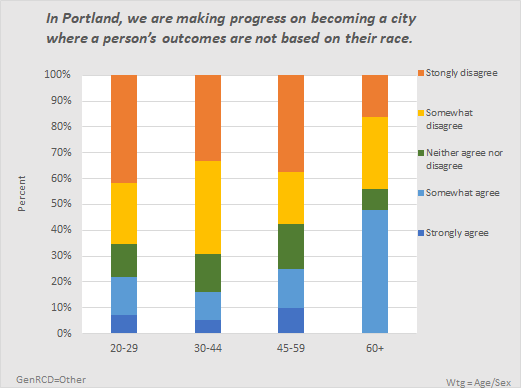 In Portland, we are making progress on becoming a city
where a person's outcomes are not based on their race.
100%
90%
80%
70%
60%
50%
40%
30%
20%
10%
0%
Percent
20-29
30-44
45-59
60+
Stongly disagree
Somewhat
disagree
Neither agree nor
disagree
Somewhat agree
Strongly agree
GenRCD=Other
Wtg = Age/Sex